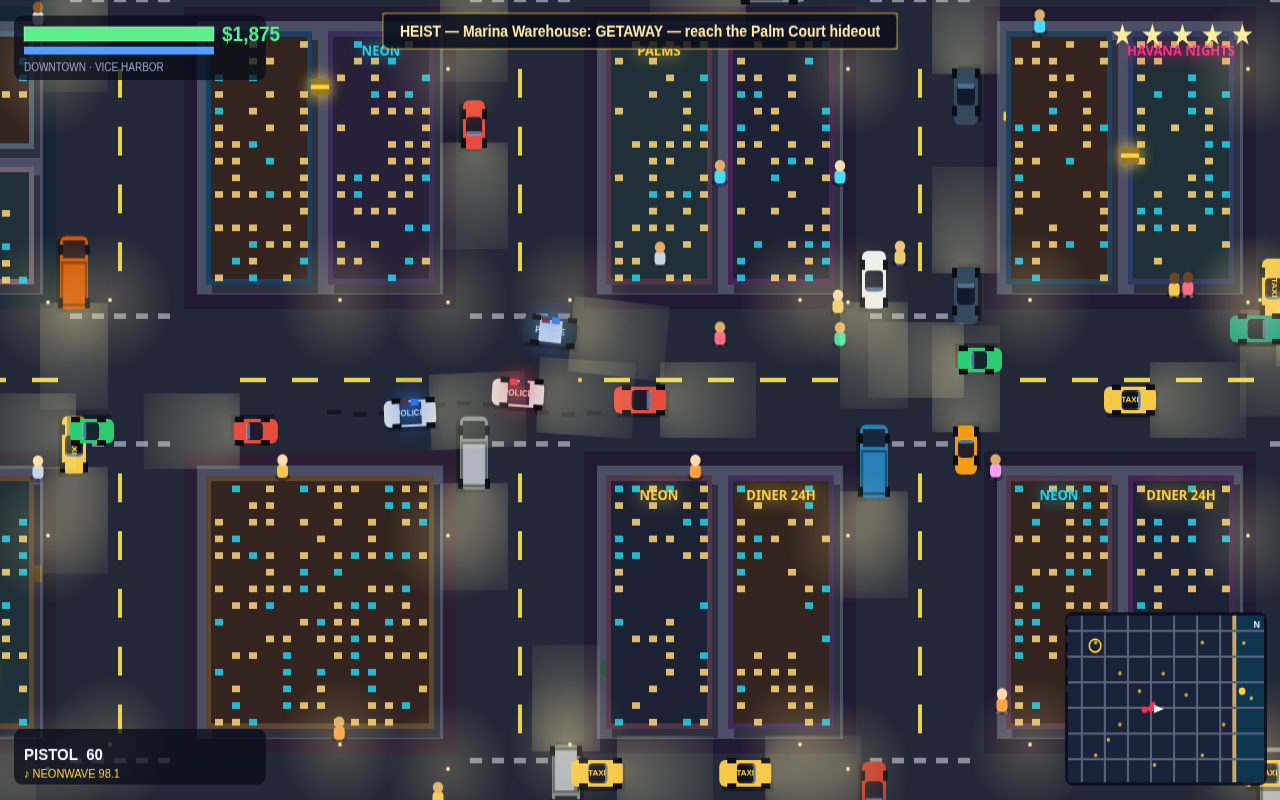 $1,875
DOWNTOWN · VICE HARBOR
HEIST — Marina Warehouse: GETAWAY — reach the Palm Court hideout
NEON
PALMS
HAVANA NIGHTS
TAXI
POLICE
POLICE
TAXI
NEON
DINER 24H
NEON
DINER 24H
N
PISTOL 60
♪ NEONWAVE 98.1
TAXI
TAXI